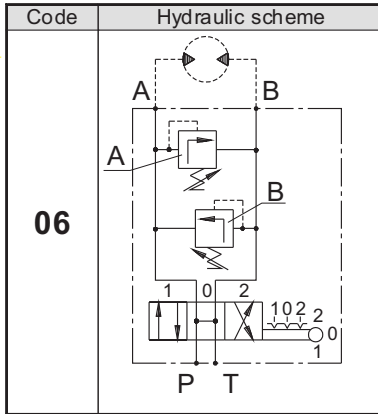 Code Hydraulic scheme
06
A B
A
B
1 0 2
1 0 2 2
0
1
P T